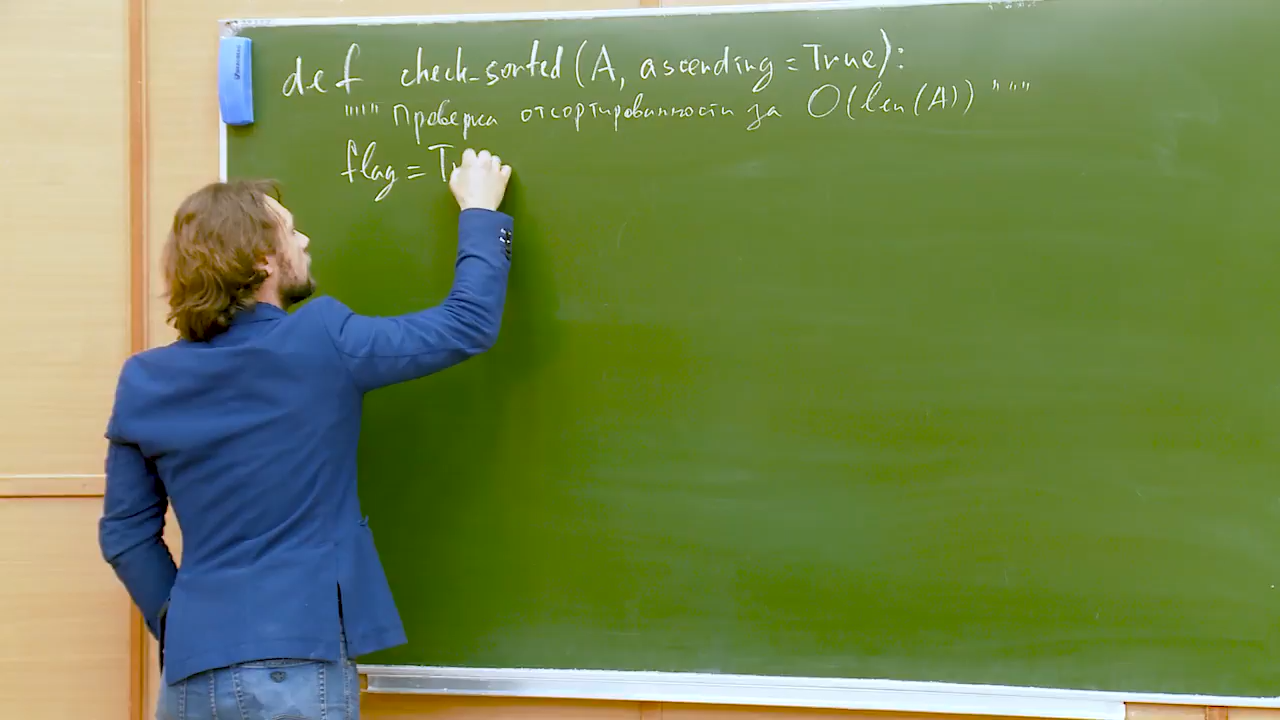 def check_sorted(A, ascending=True):
""" Проверка отсортированности за O(len(A)) """
flag = Tr